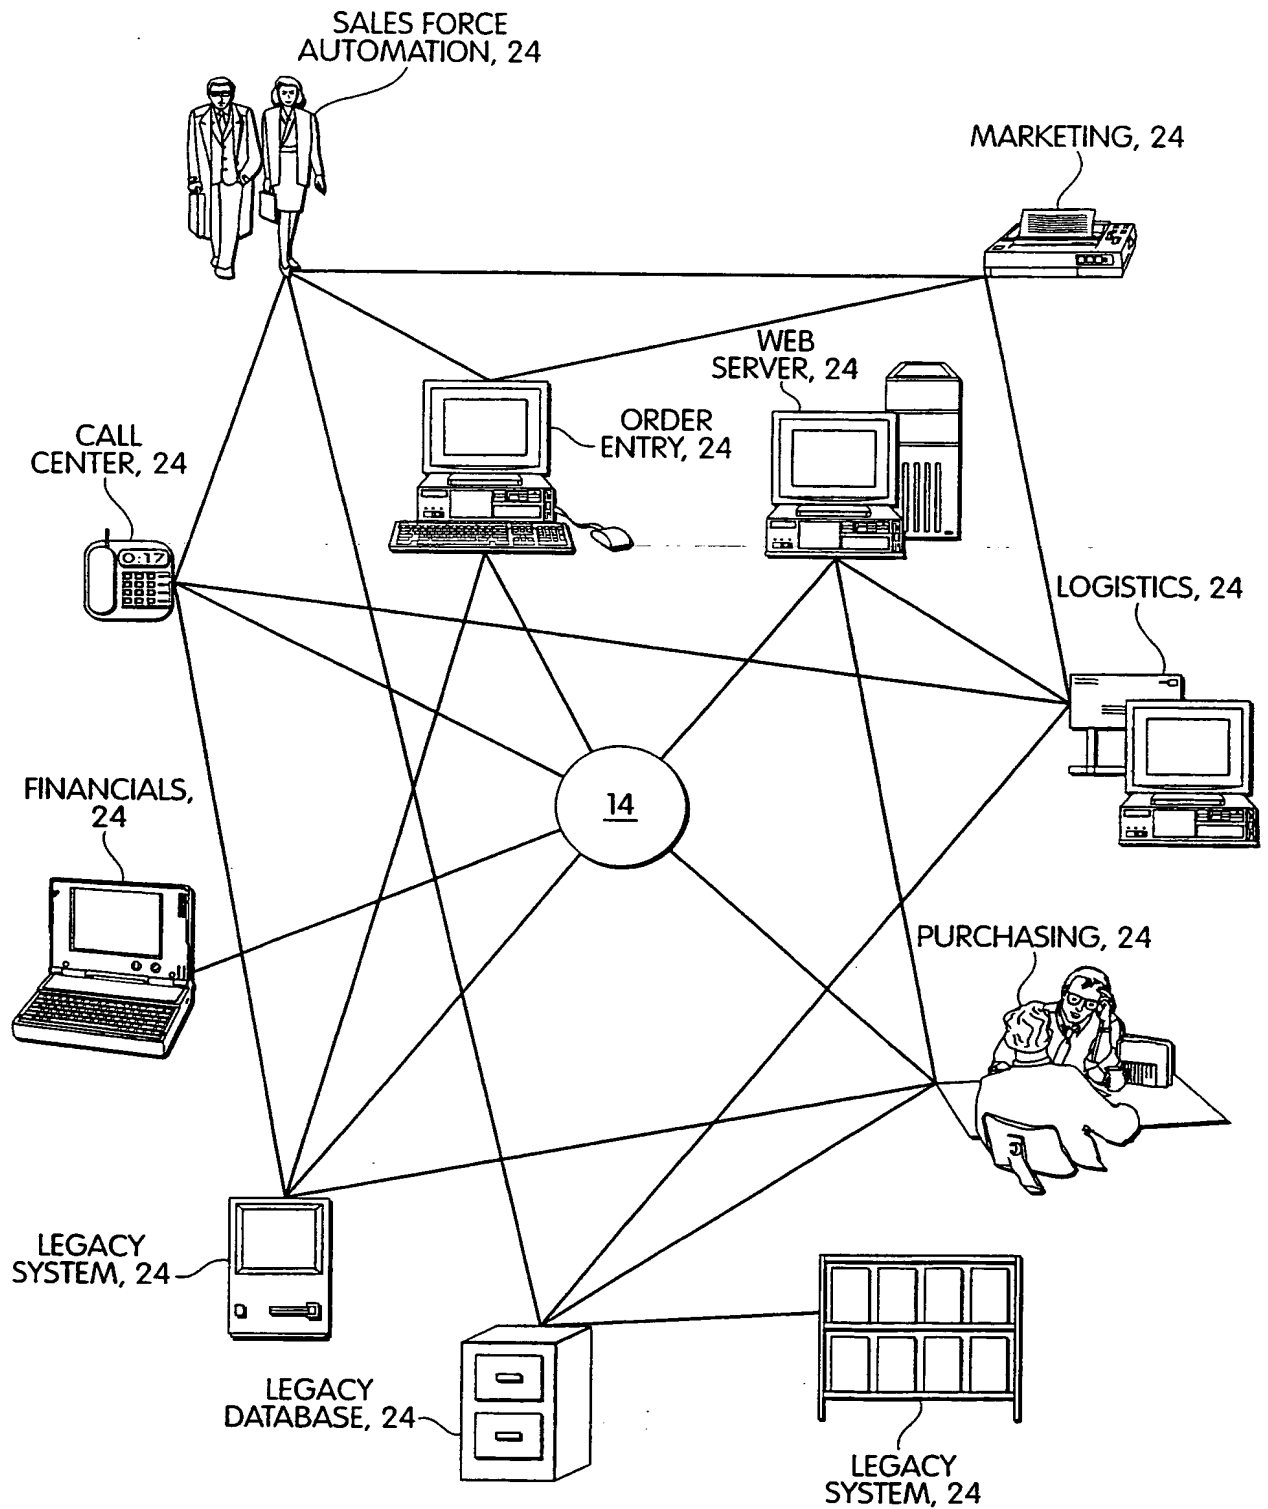 SALES FORCE
AUTOMATION, 24
MARKETING, 24
WEB
SERVER, 24
ORDER
ENTRY, 24
CALL
CENTER, 24
0:17
LOGISTICS, 24
FINANCIALS,
24
14
PURCHASING, 24
LEGACY
SYSTEM, 24
LEGACY
DATABASE, 24
LEGACY
SYSTEM, 24